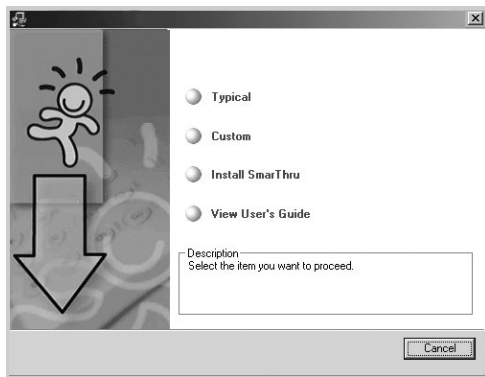 Typical
Custom
Install SmarThru
View User's Guide
Description
Select the item you want to proceed.
Cancel